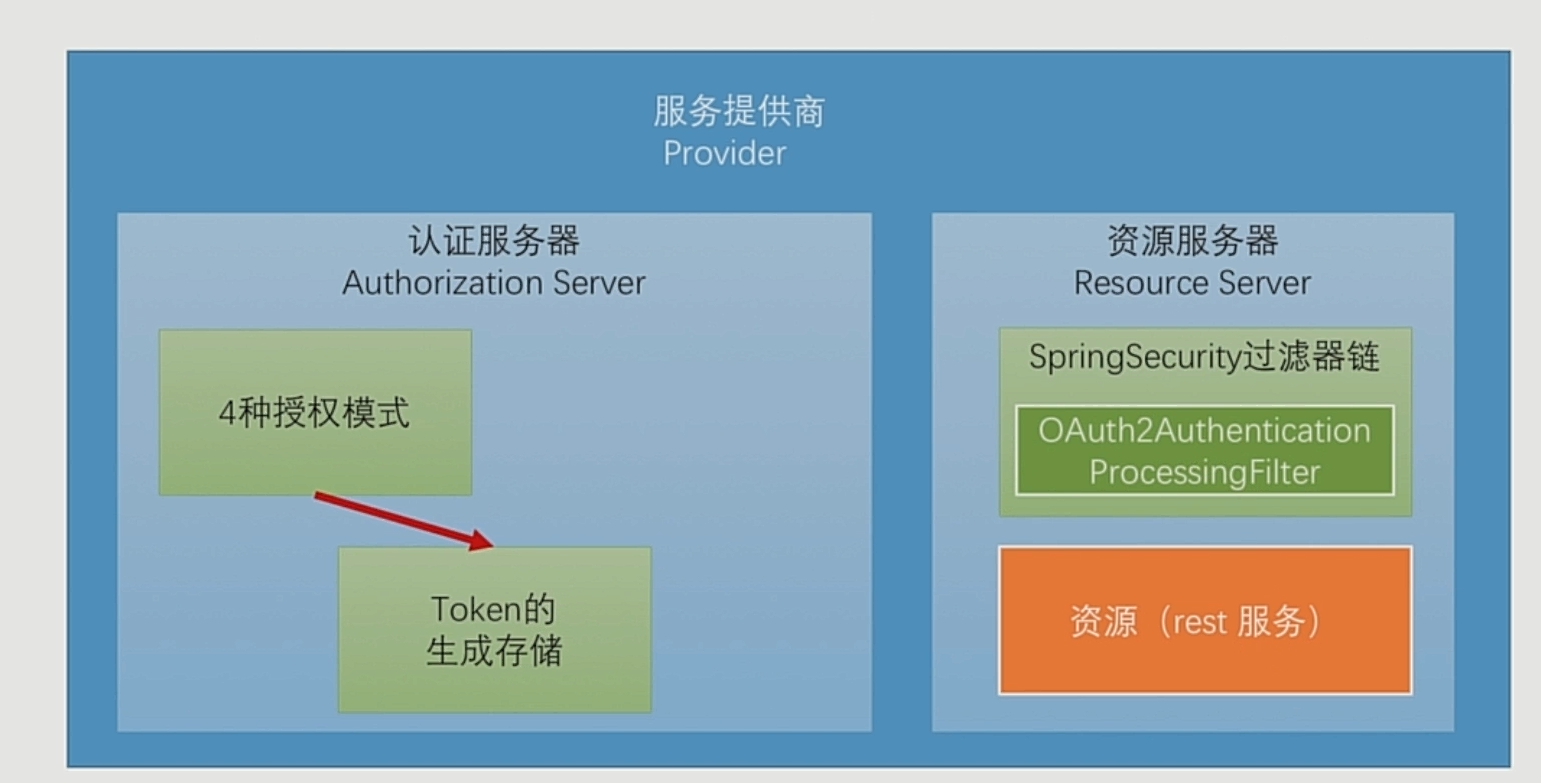 服务提供商
Provider
认证服务器
Authorization Server
4种授权模式
Token的
生成存储
资源服务器
Resource Server
SpringSecurity过滤器链
OAuth2Authentication
ProcessingFilter
资源（rest 服务）